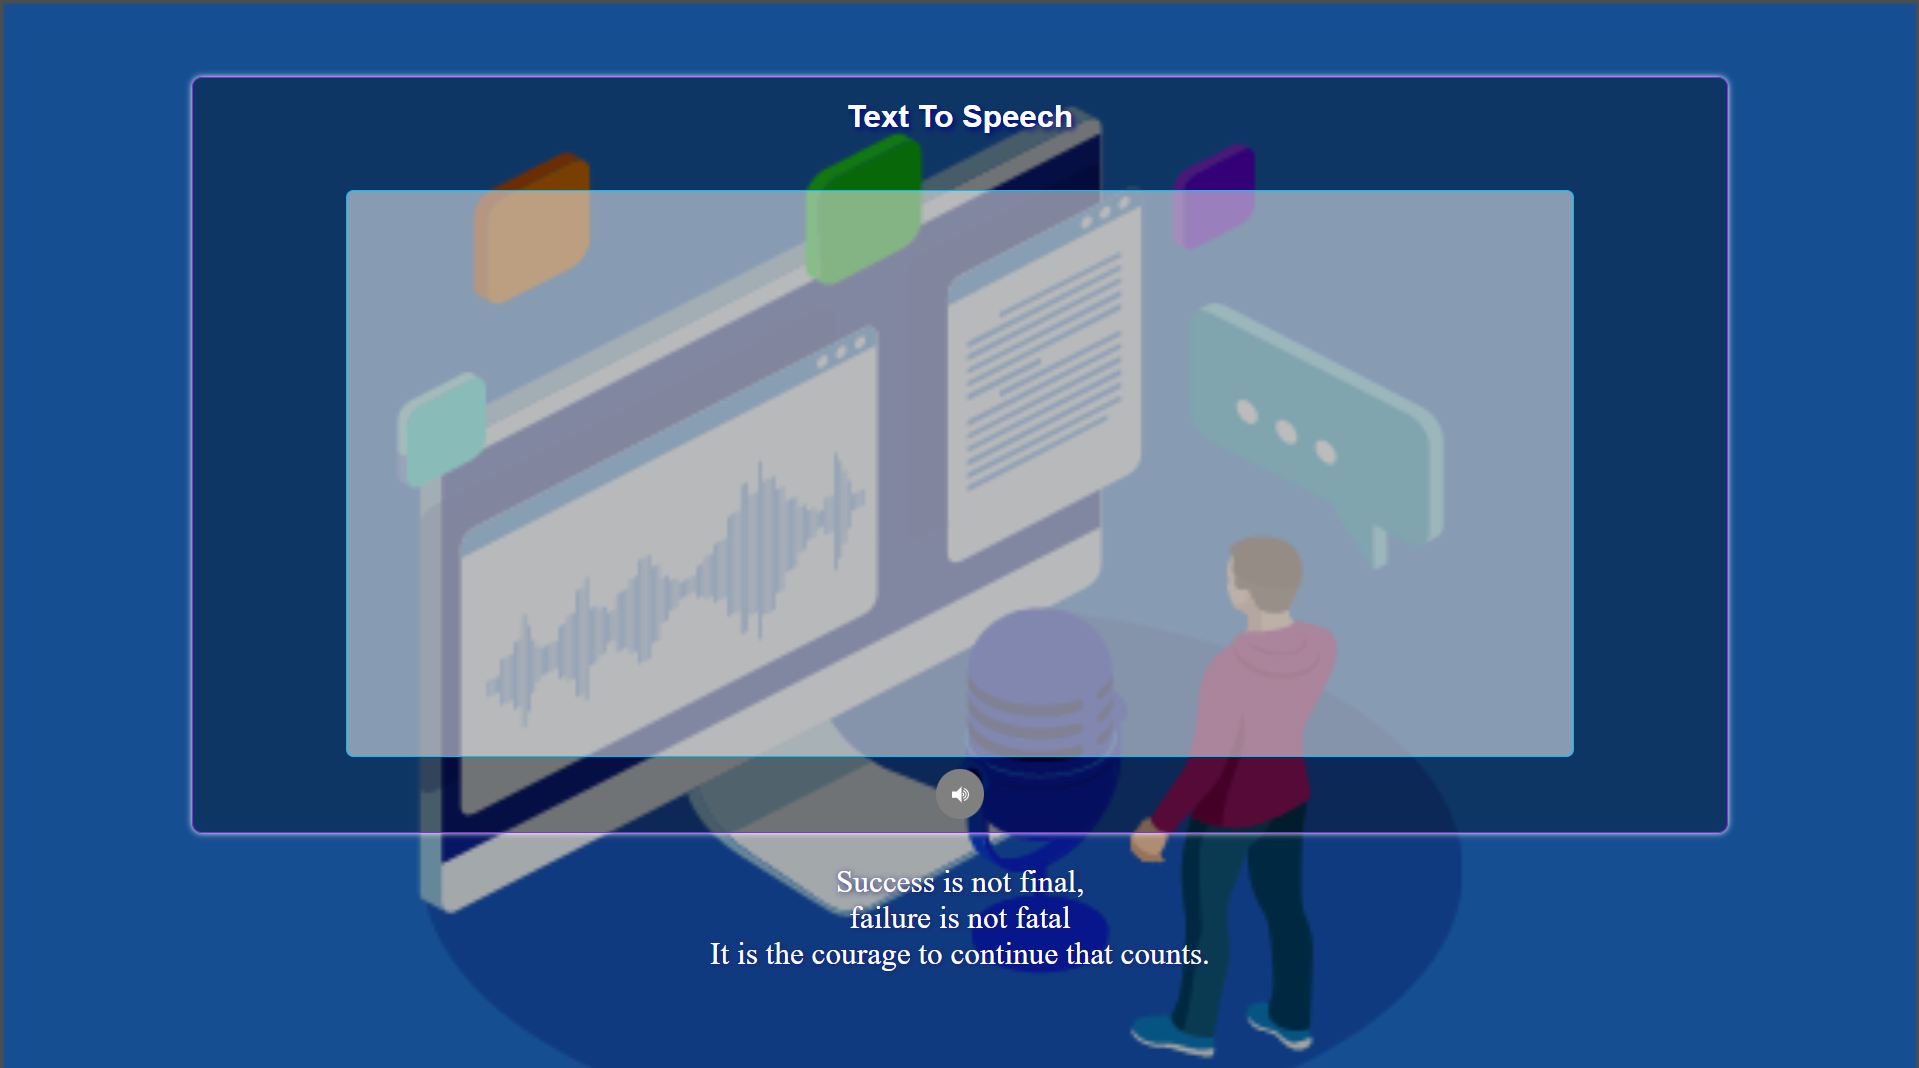 Text To Speech
Success is not final,
failure is not fatal
It is the courage to continue that counts.